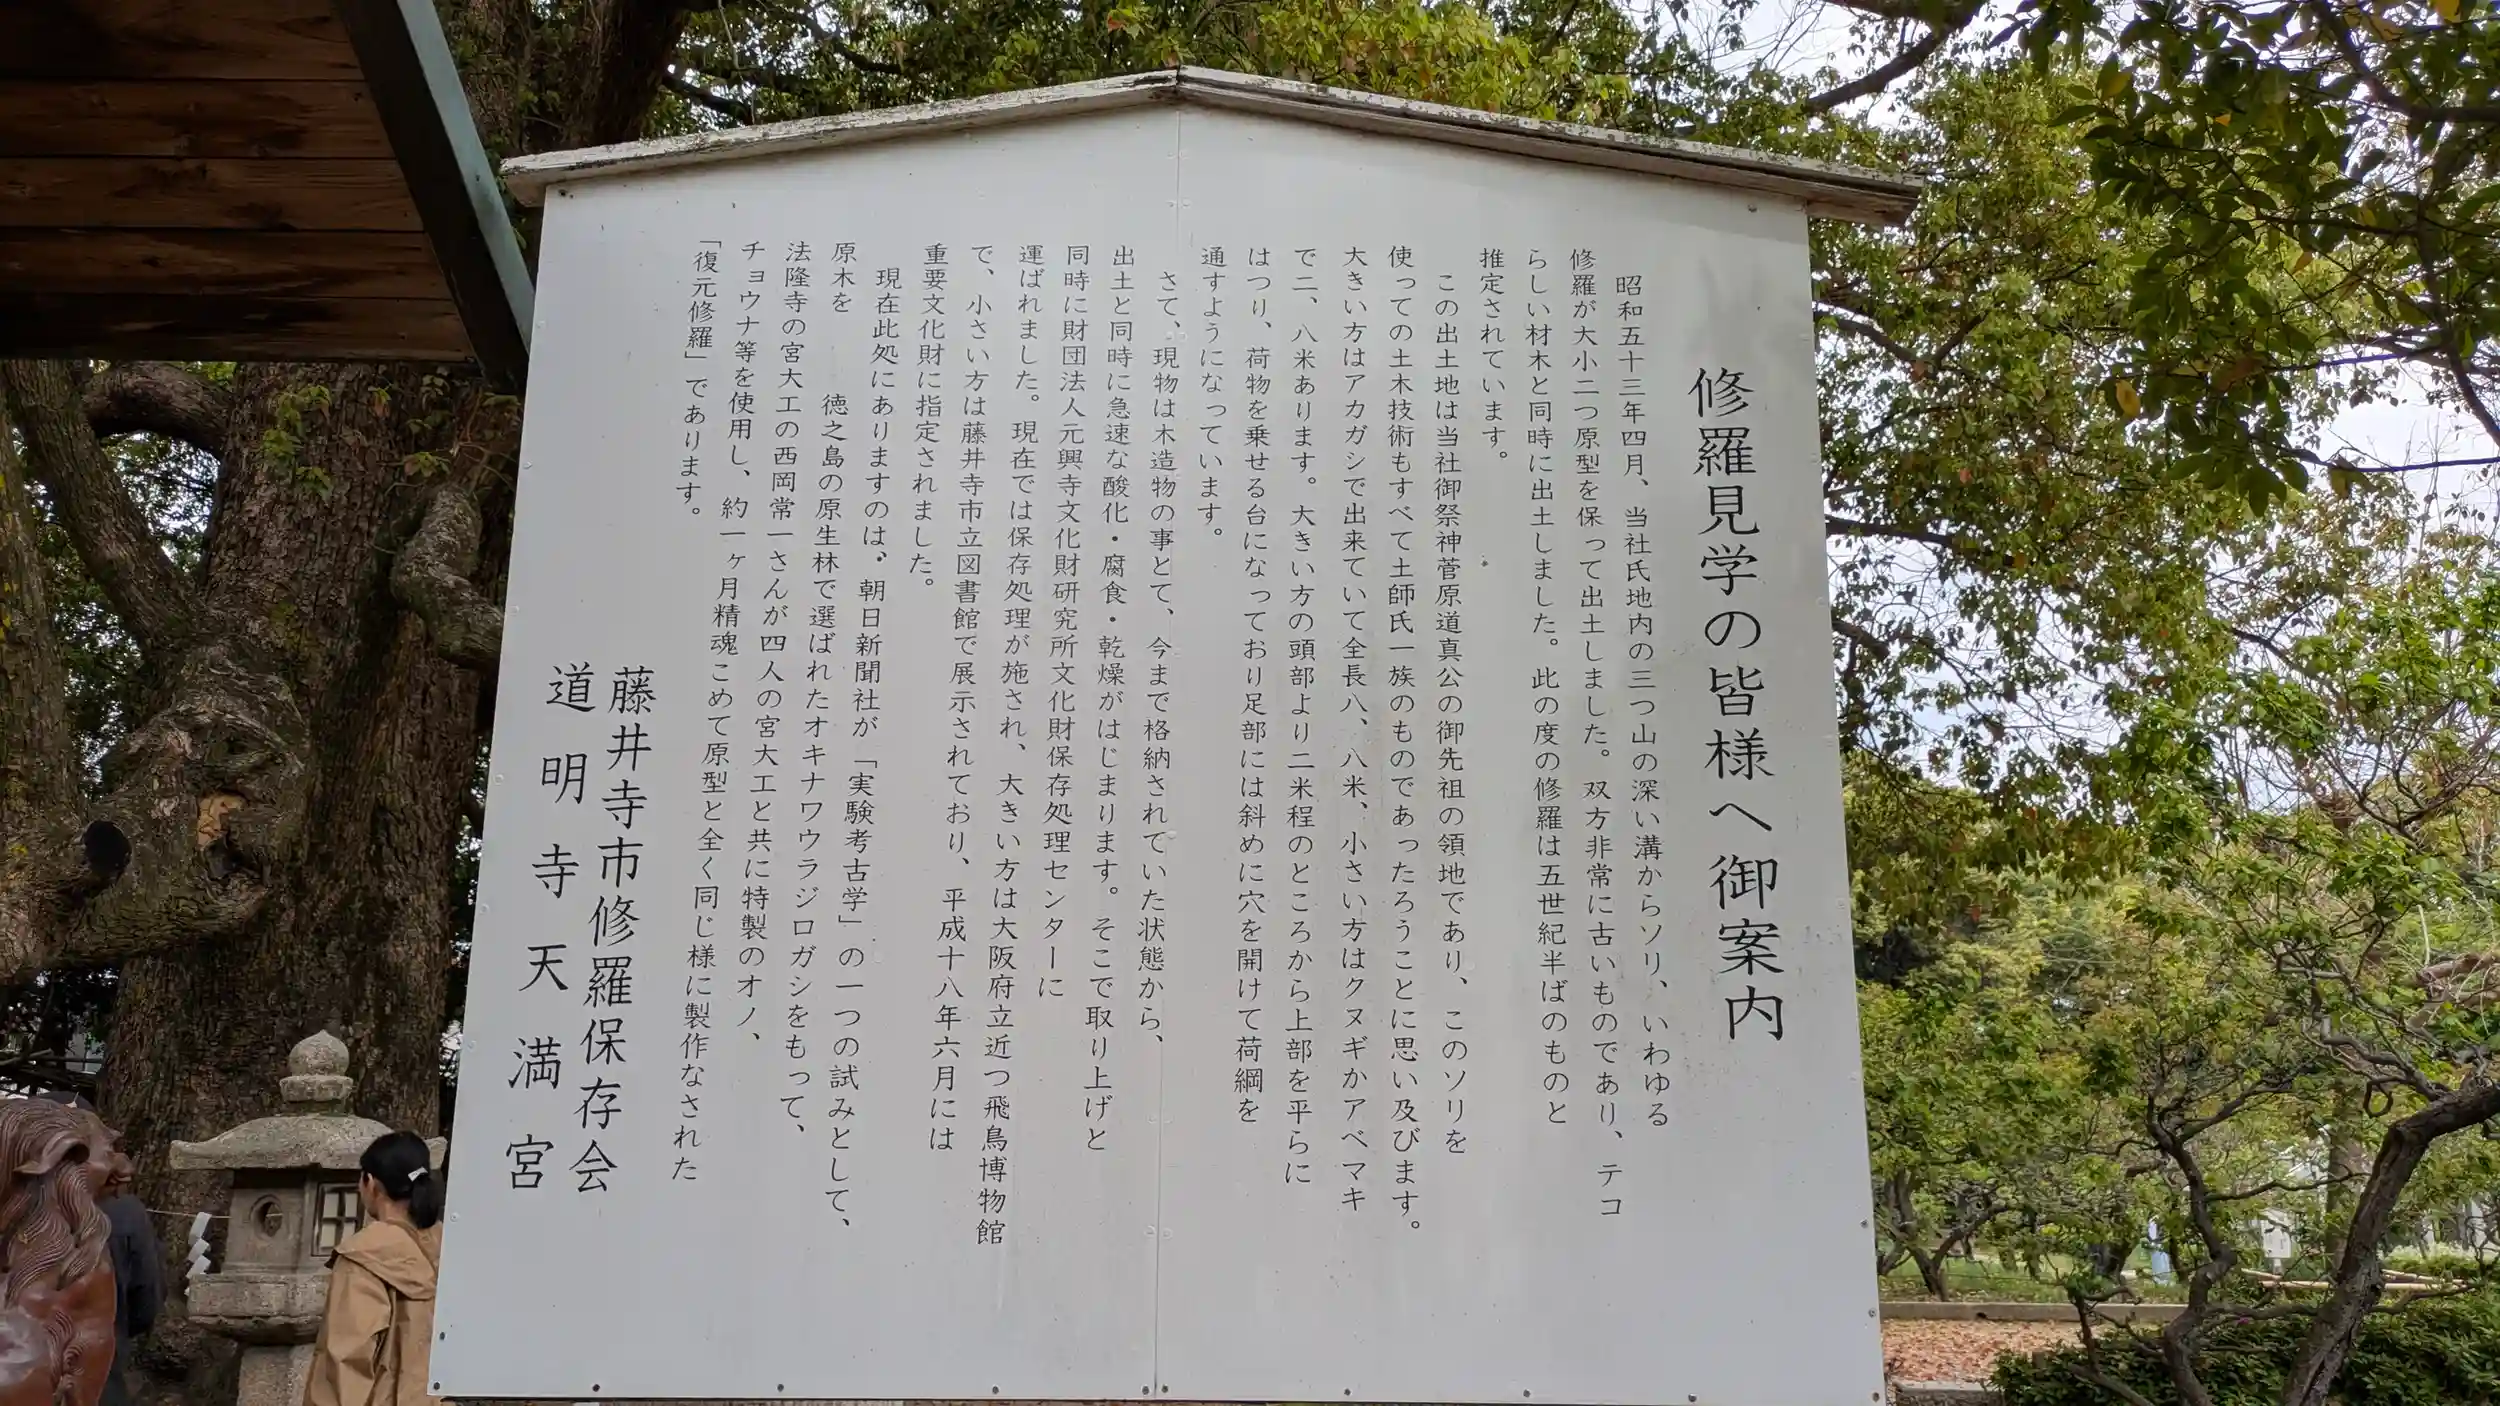 修羅見学の皆様へ御案内
昭和五十三年四月、当社氏地内の三つ山の深い溝からソリ、いわゆる
修羅が大小二つ原型を保って出土しました。双方非常に古いものであり、テコ
らしい材木と同時に出土しました。此の度の修羅は五世紀半ばのものと
推定されています。
この出土地は当社御祭神菅原道真公の御先祖の領地であり、このソリを
使っての土木技術もすべて土師氏一族のものであったろうことに思い及びます。
大きい方はアカガシで出来ていて全長八、八米、小さい方はクヌギかアベマキ
で二、八米あります。大きい方の頭部より二米程のところから上部を平らに
はつり、荷物を乗せる台になっており足部には斜めに穴を開けて荷綱を
通すようになっています。
さて、現物は木造物の事とて、今まで格納されていた状態から、
出土と同時に急速な酸化・腐食・乾燥がはじまります。そこで取り上げと
同時に財団法人元興寺文化財研究所文化財保存処理センターに
運ばれました。現在では保存処理が施され、大きい方は大阪府立近つ飛鳥博物館
で、小さい方は藤井寺市立図書館で展示されており、平成十八年六月には
重要文化財に指定されました。
現在此処にありますのは、朝日新聞社が「実験考古学」の一つの試みとして、
原木を 徳之島の原生林で選ばれたオキナワウラジロガシをもって、
法隆寺の宮大工の西岡常一さんが四人の宮大工と共に特製のオノ、
チョウナ等を使用し、約一ヶ月精魂こめて原型と全く同じ様に製作なされた
「復元修羅」であります。
藤井寺市修羅保存会
道明寺天満宮